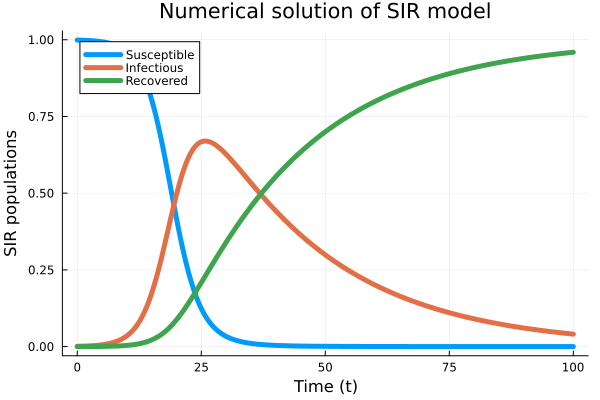 Numerical solution of SIR model
1.00
Susceptible
Infectious
Recovered
0.75
0.50
0.25
0.00
SIR populations
0 25 50 75 100
Time (t)